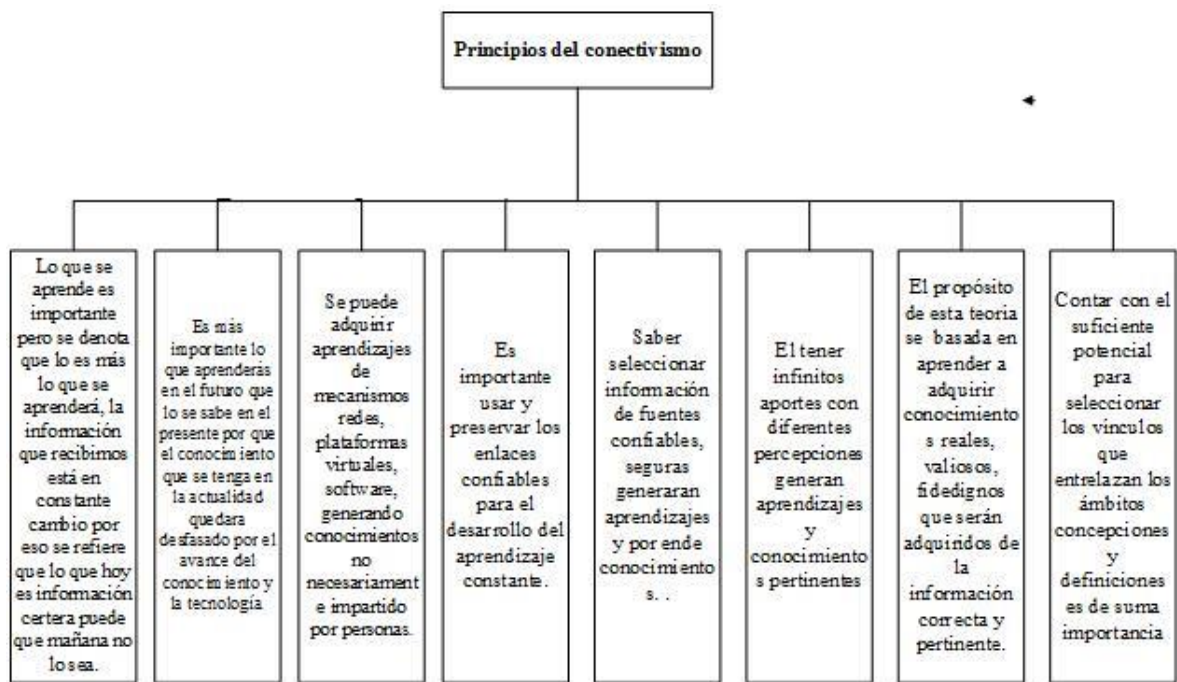 Principios del conectivismo
Lo que se
aprende es
importante
pero se denota
que lo es más
lo que se
aprenderá, la
información
que recibimos
está en
constante
cambio por
eso se refiere
que lo que hoy
es información
certera puede
que mañana no
lo sea.
Es más
importante lo
que aprenderás
en el futuro que
lo se sabe en el
presente por que
el conocimiento
que se tenga en
la actualidad
quedara
desfasado por el
avance del
conocimiento y
la tecnología
Se puede
adquirir
aprendizajes
de
mecanismos
redes,
plataformas
virtuales,
software,
generando
conocimientos
no
necesariament
e impartido
por personas.
Es
importante
usar y
preservar los
enlaces
confiables
para el
desarrollo del
aprendizaje
constante.
Saber
seleccionar
información
de fuentes
confiables,
seguras
generaran
aprendizajes
y por ende
conocimiento
s. .
El tener
infinitos
aportes con
diferentes
percepciones
generan
aprendizajes
y
conocimiento
s pertinentes
El propósito
de esta teoria
se basada en
aprender a
adquirir
conocimiento
s reales,
valiosos,
fidedignos
que serán
adquiridos de
la
información
correcta y
pertinente.
Contar con el
suficiente
potencial
para
seleccionar
los vínculos
que
entrelazan los
ámbitos
concepciones
y
definiciones
es de suma
importancia